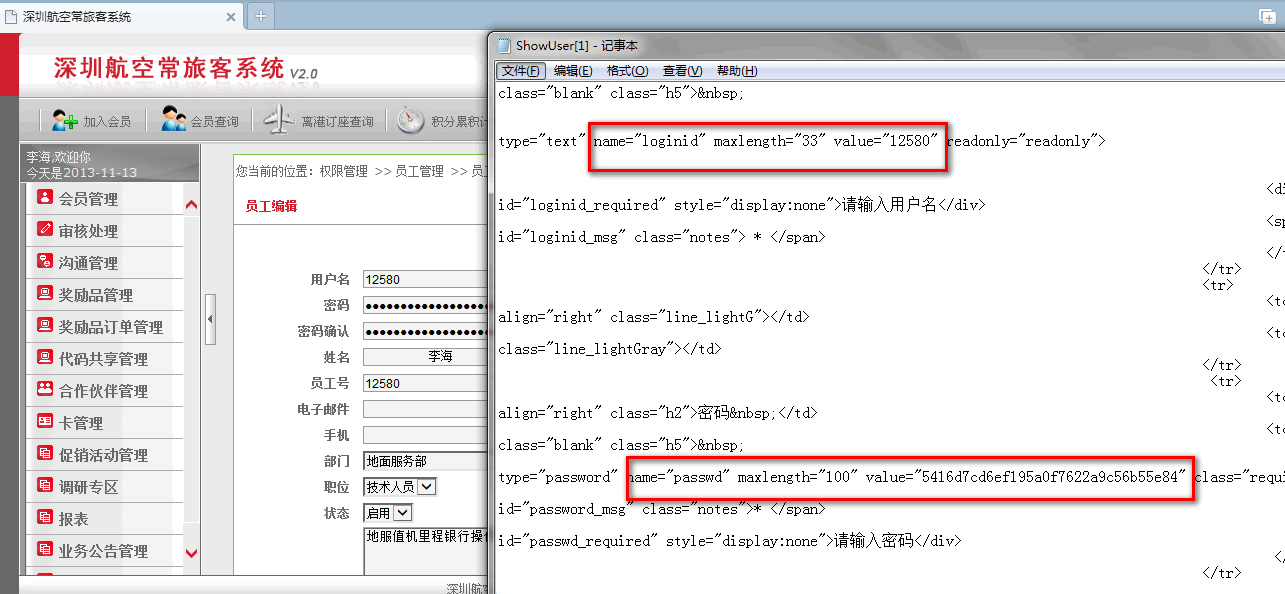 深圳航空常旅客系统
ShowUser[1] - 记事本
深圳航空常旅客系统 V2.0
文件(F) 编辑(E) 格式(O) 查看(V) 帮助(H)
加入会员 会员查询 离港订座查询 积分累积计
李海,欢迎你
今天是2013-11-13
会员管理
审核处理
沟通管理
奖励品管理
奖励品订单管理
代码共享管理
合作伙伴管理
卡管理
促销活动管理
调研专区
报表
业务公告管理
您当前的位置：权限管理 >> 员工管理 >> 员工
员工编辑
用户名 12580
密码 ••••••••••••••••••
密码确认 ••••••••••••••••••
姓名 李海
员工号 12580
电子邮件
手机
部门 地面服务部
职位 技术人员
状态 启用
地服值机里程银行操作
深圳航空
class="blank" class="h5">&nbsp;
type="text" name="loginid" maxlength="33" value="12580" readonly="readonly">
<di
id="loginid_required" style="display:none">请输入用户名</div>
<sp
id="loginid_msg" class="notes"> * </span>
</t
</tr>
<tr>
<td
align="right" class="line_lightG"></td>
<td
class="line_lightGray"></td>
</tr>
<tr>
<td
align="right" class="h2">密码&nbsp;</td>
<td
class="blank" class="h5">&nbsp;
type="password" name="passwd" maxlength="100" value="5416d7cd6ef195a0f7622a9c56b55e84" class="requi
id="password_msg" class="notes">* </span>
id="passwd_required" style="display:none">请输入密码</div>
</
</tr>